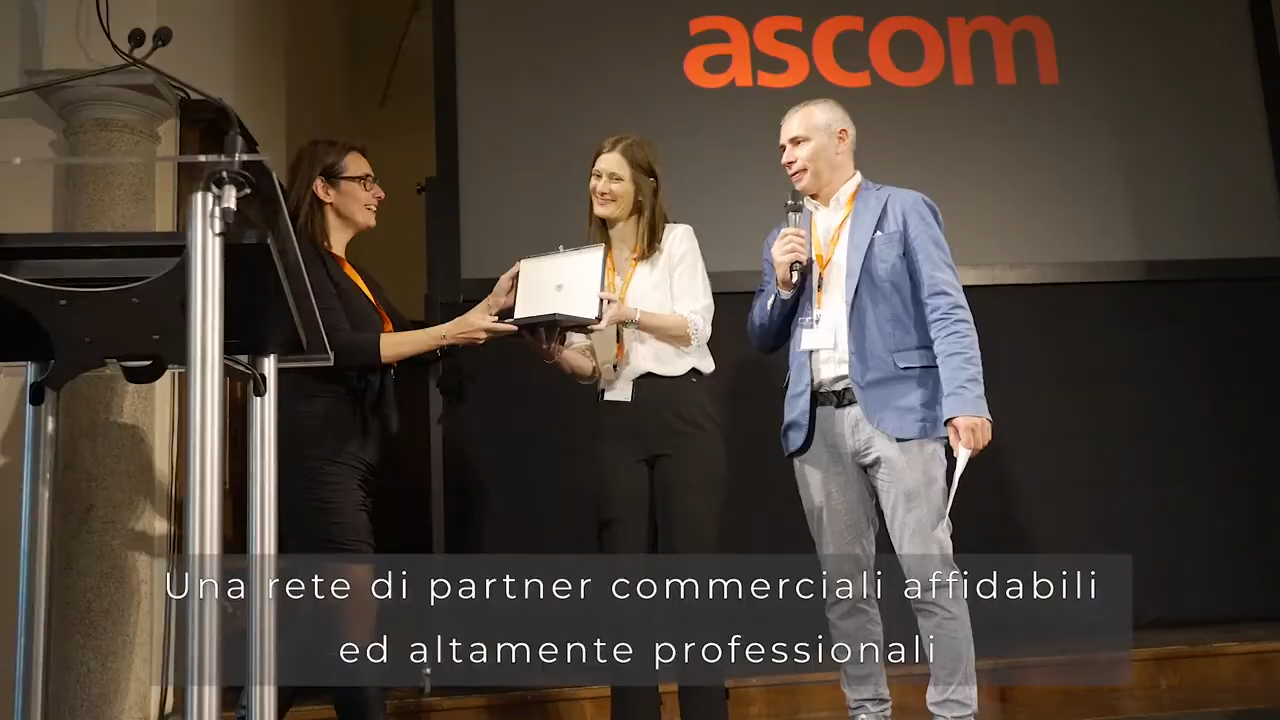 ascom
Una rete di partner commerciali affidabili
ed altamente professionali